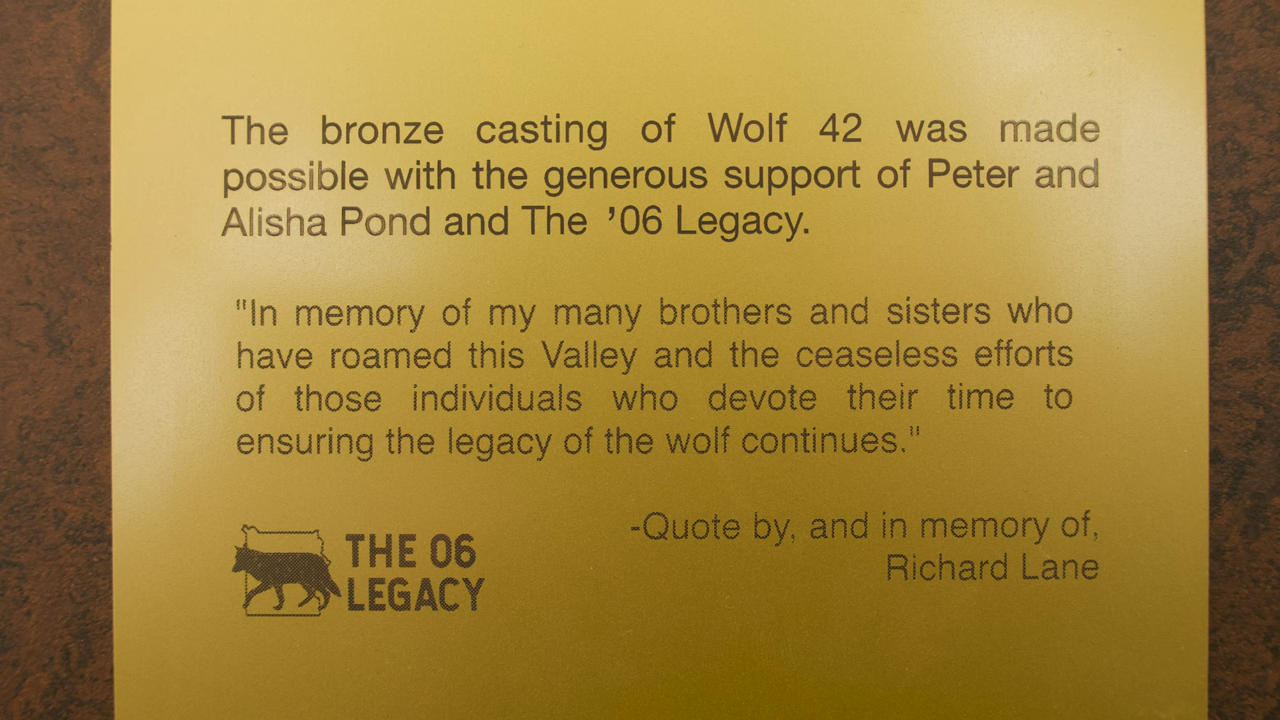 The bronze casting of Wolf 42 was made
possible with the generous support of Peter and
Alisha Pond and The ’06 Legacy.
"In memory of my many brothers and sisters who
have roamed this Valley and the ceaseless efforts
of those individuals who devote their time to
ensuring the legacy of the wolf continues."
-Quote by, and in memory of,
Richard Lane
THE 06
LEGACY